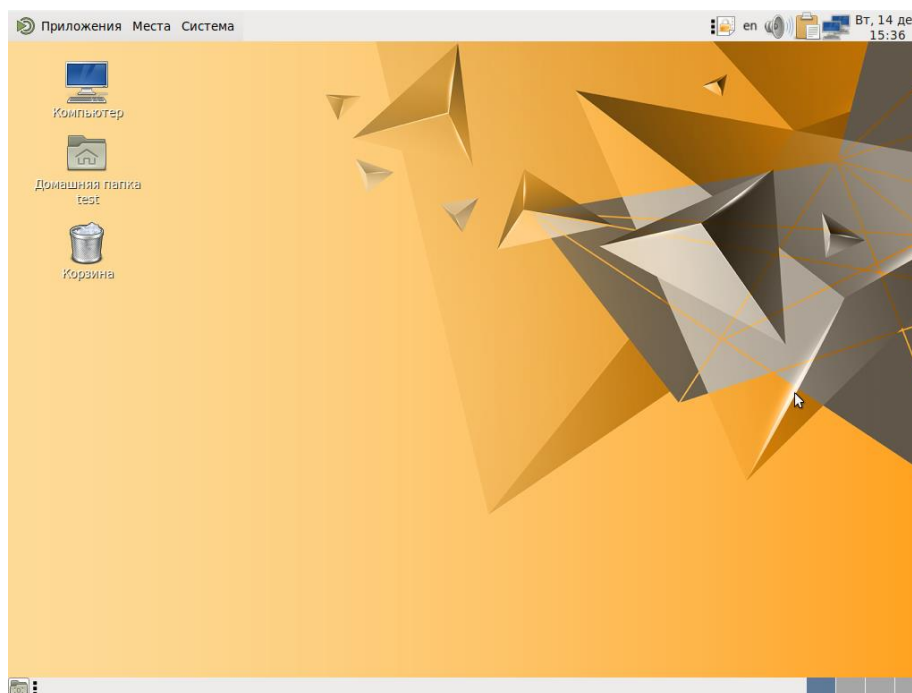 Приложения Места Система
en
Вт, 14 де
15:36
Компьютер
Домашняя папка
test
Корзина